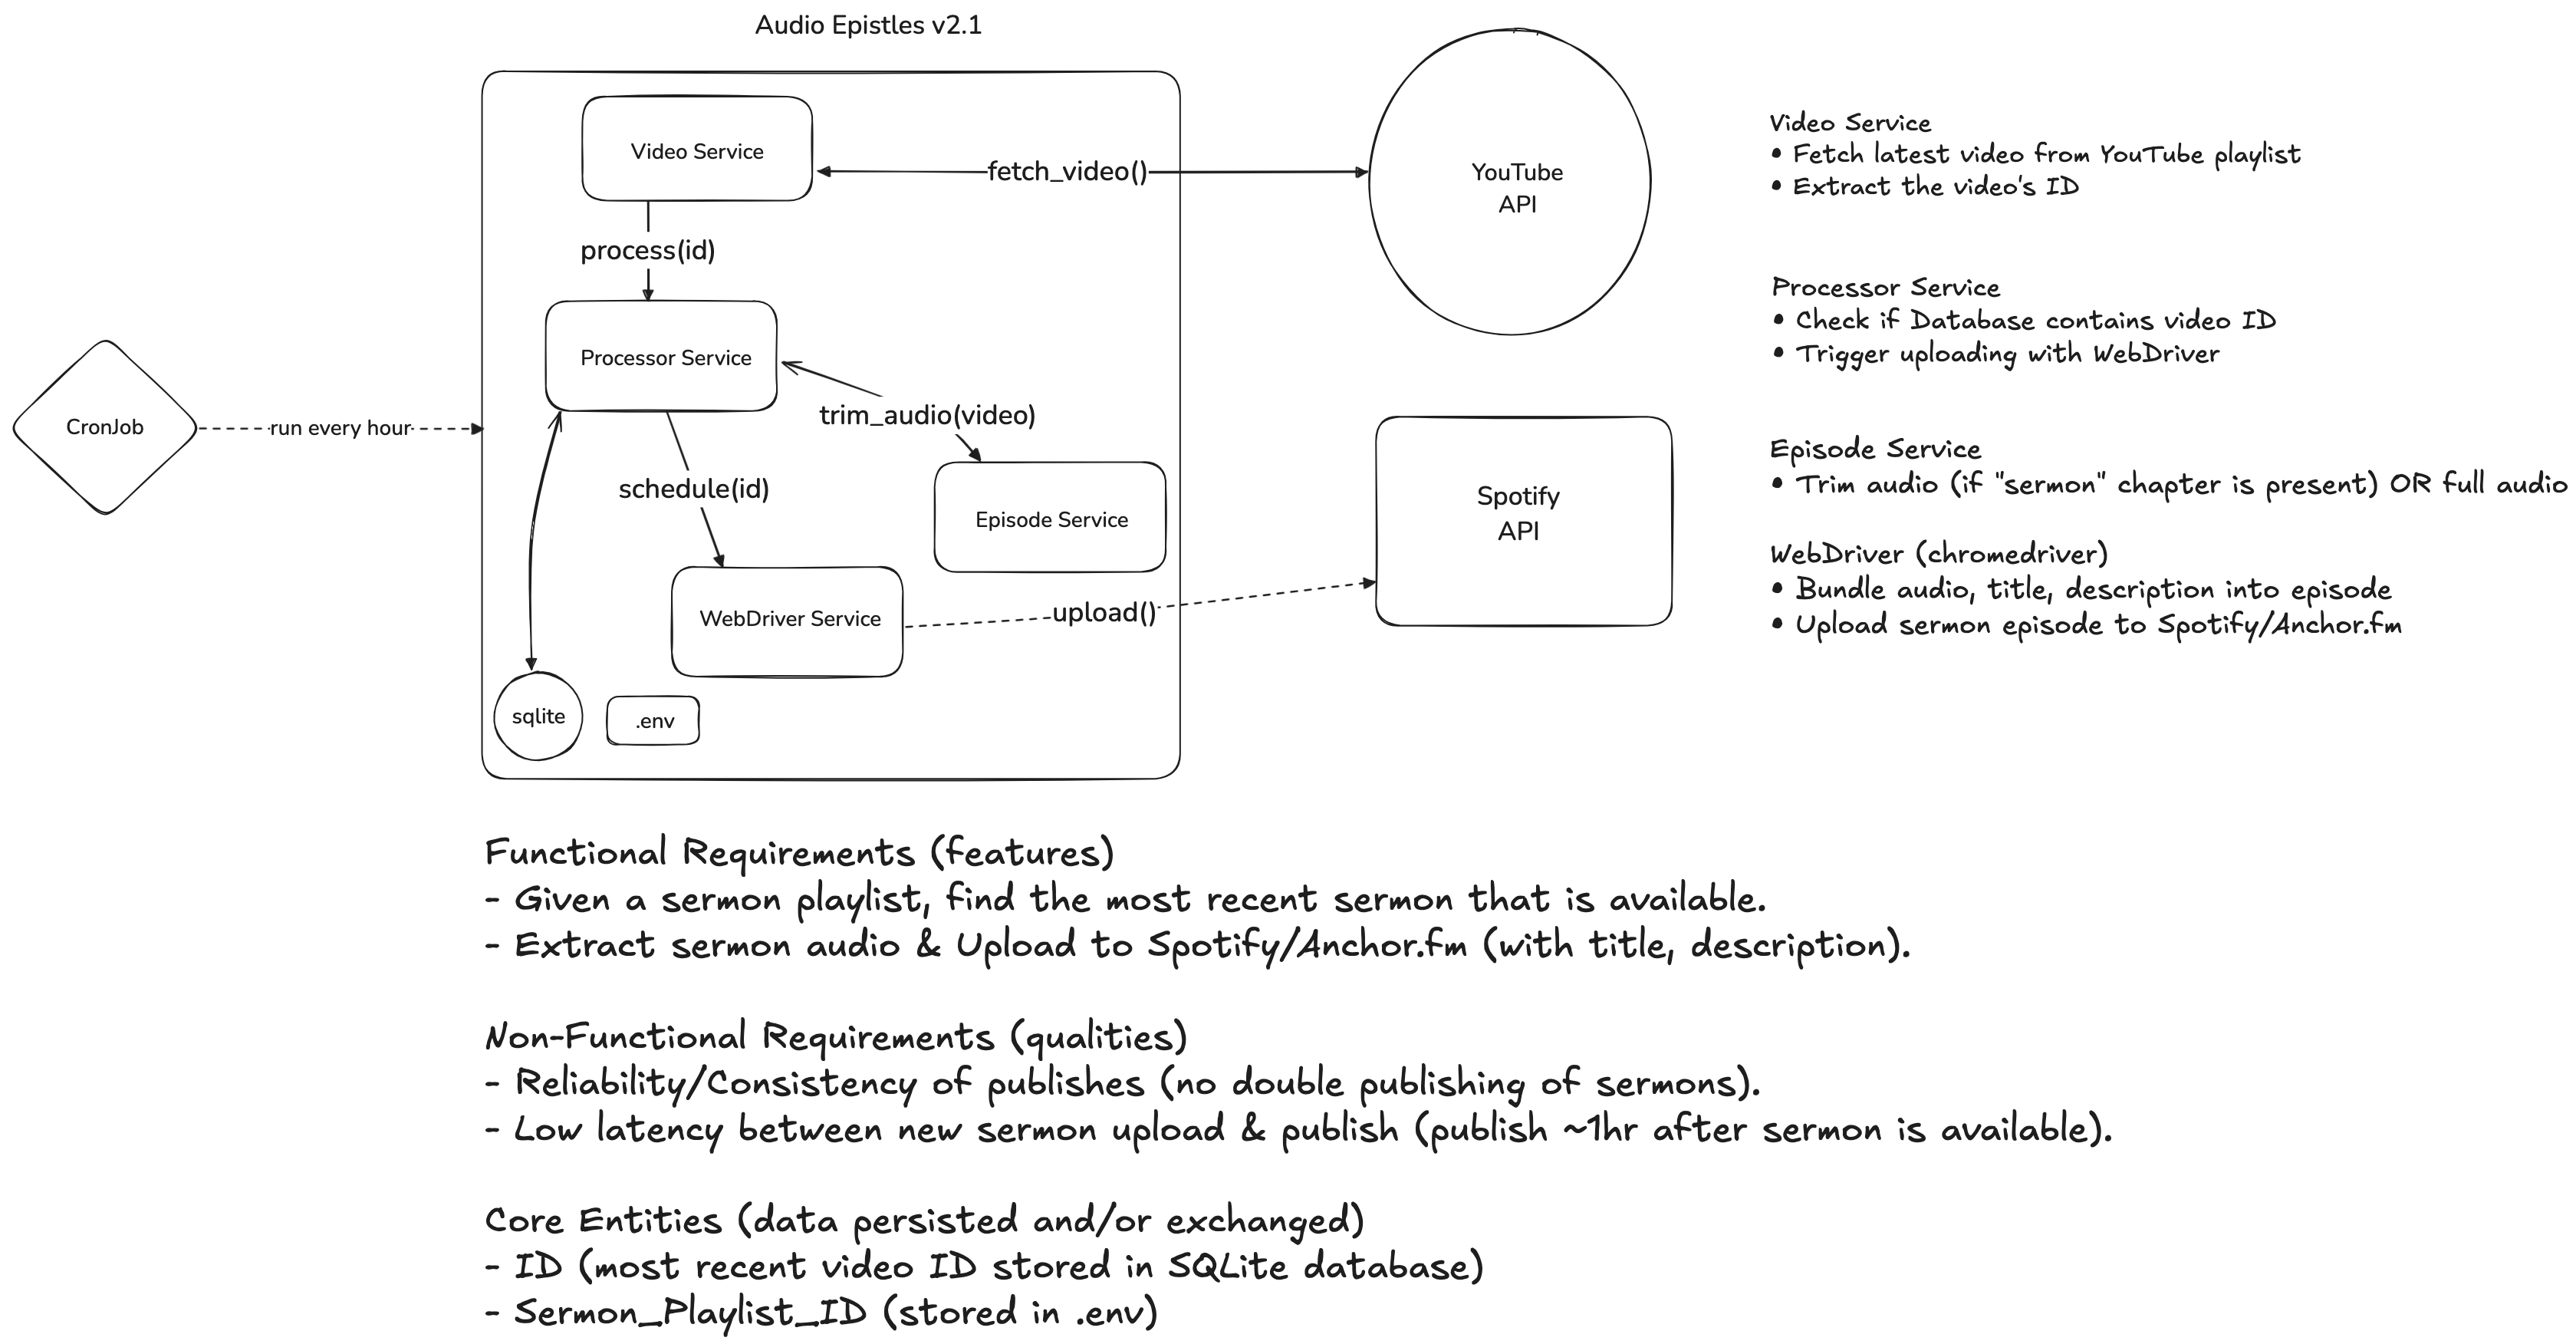 Audio Epistles v2.1
Video Service
fetch_video()
YouTube
API
process(id)
Processor Service
CronJob
run every hour
trim_audio(video)
schedule(id)
Episode Service
Spotify
API
WebDriver Service
upload()
sqlite
.env
Video Service
• Fetch latest video from YouTube playlist
• Extract the video's ID
Processor Service
• Check if Database contains video ID
• Trigger uploading with WebDriver
Episode Service
• Trim audio (if "sermon" chapter is present) OR full audio
WebDriver (chromedriver)
• Bundle audio, title, description into episode
• Upload sermon episode to Spotify/Anchor.fm
Functional Requirements (features)
- Given a sermon playlist, find the most recent sermon that is available.
- Extract sermon audio & Upload to Spotify/Anchor.fm (with title, description).
Non-Functional Requirements (qualities)
- Reliability/Consistency of publishes (no double publishing of sermons).
- Low latency between new sermon upload & publish (publish ~1hr after sermon is available).
Core Entities (data persisted and/or exchanged)
- ID (most recent video ID stored in SQLite database)
- Sermon_Playlist_ID (stored in .env)